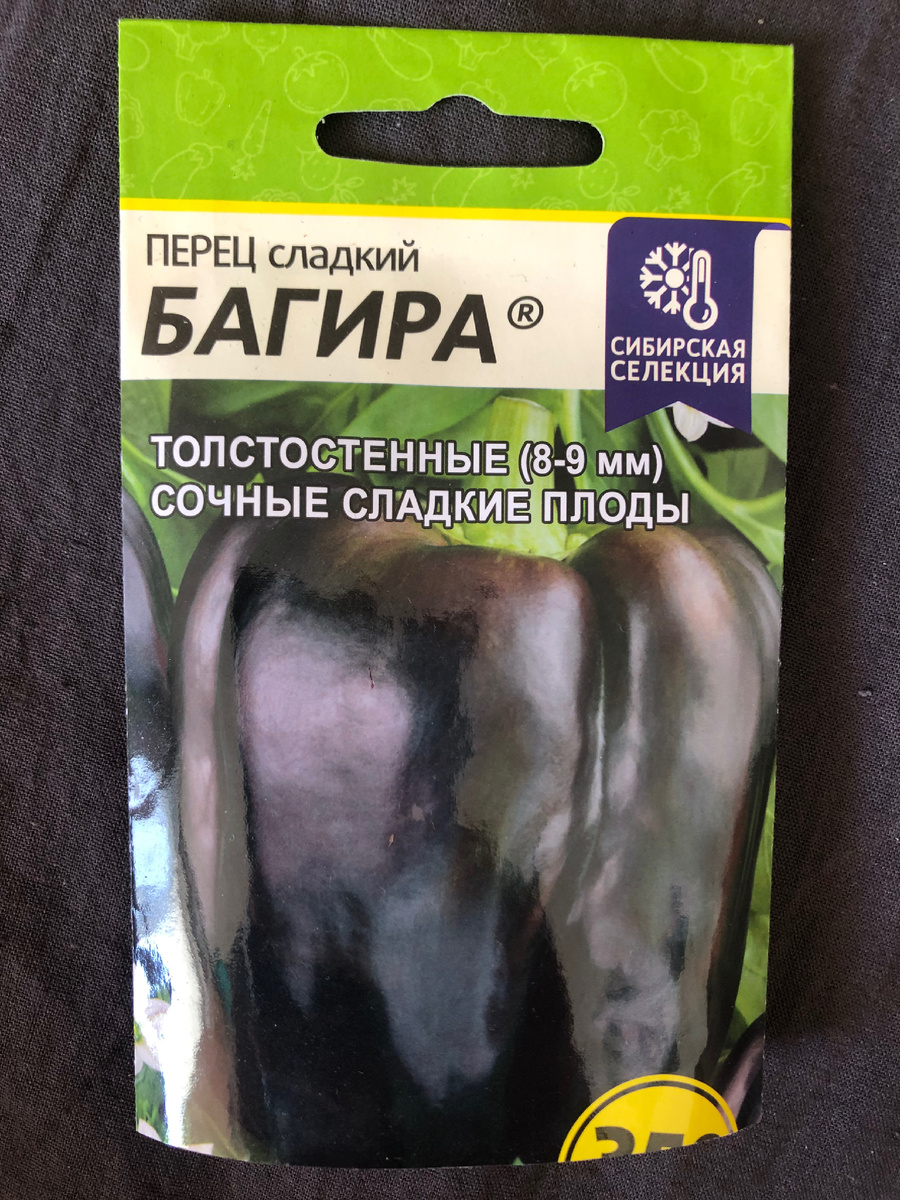 ПЕРЕЦ сладкий
БАГИРА®
СИБИРСКАЯ
СЕЛЕКЦИЯ
ТОЛСТОСТЕННЫЕ (8-9 мм)
СОЧНЫЕ СЛАДКИЕ ПЛОДЫ